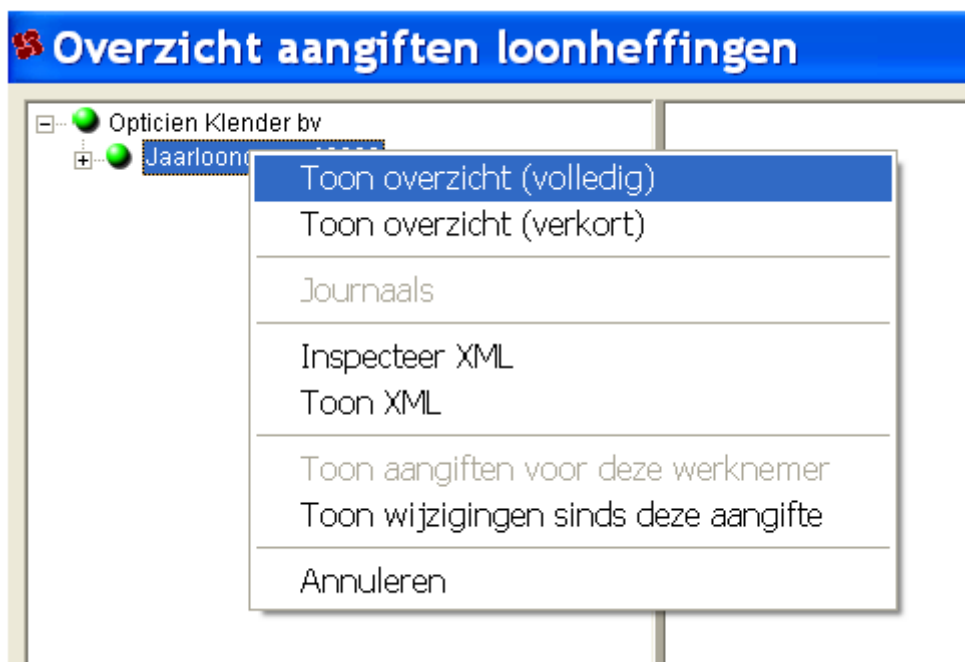 Overzicht aangiften loonheffingen
Opticien Klender bv
Toon overzicht (volledig)
Toon overzicht (verkort)
Journaals
Inspecteer XML
Toon XML
Toon aangiften voor deze werknemer
Toon wijzigingen sinds deze aangifte
Annuleren